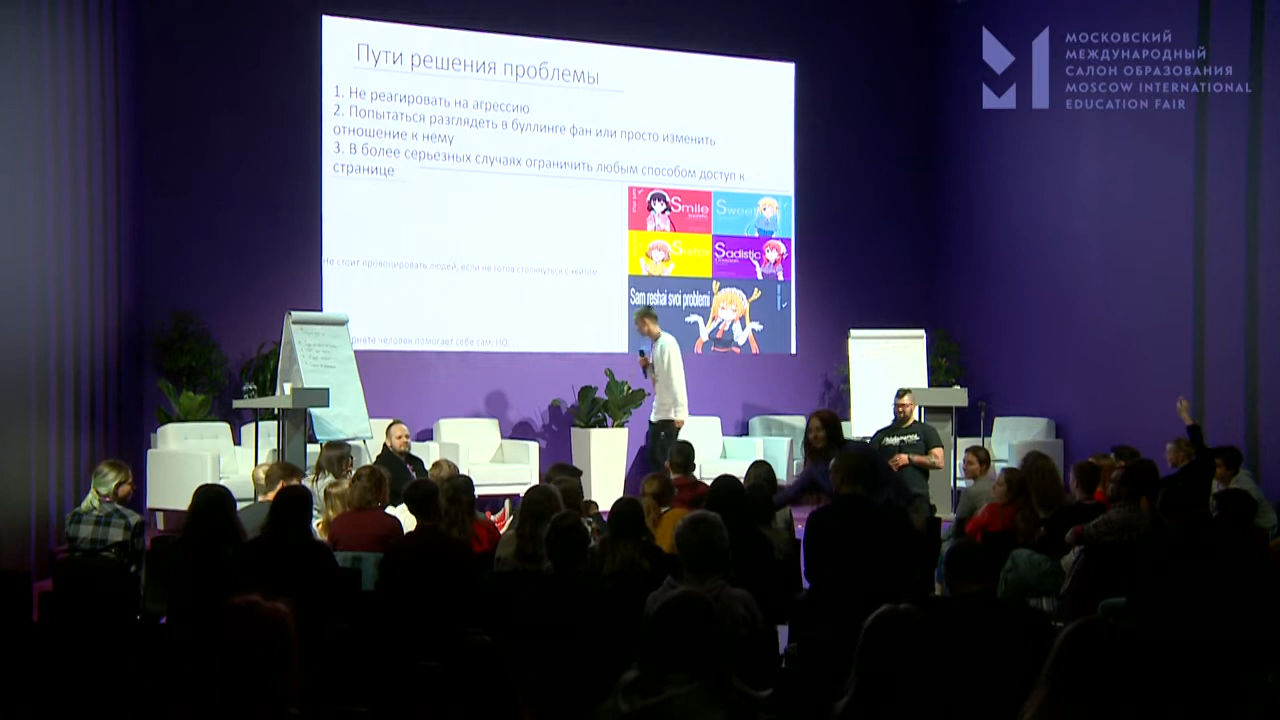 Пути решения проблемы
1. Не реагировать на агрессию
2. Попытаться разглядеть в буллинге фан или просто изменить
отношение к нему
3. В более серьезных случаях ограничить любым способом доступ к
странице
Smile
Sweet
Sadistic
Не стоит провоцировать людей, если не готов столкнуться с хейтом.
Sam reshai svoi problemi
человек помогает себе сам, НО...
МОСКОВСКИЙ
МЕЖДУНАРОДНЫЙ
САЛОН ОБРАЗОВАНИЯ
MOSCOW INTERNATIONAL
EDUCATION FAIR